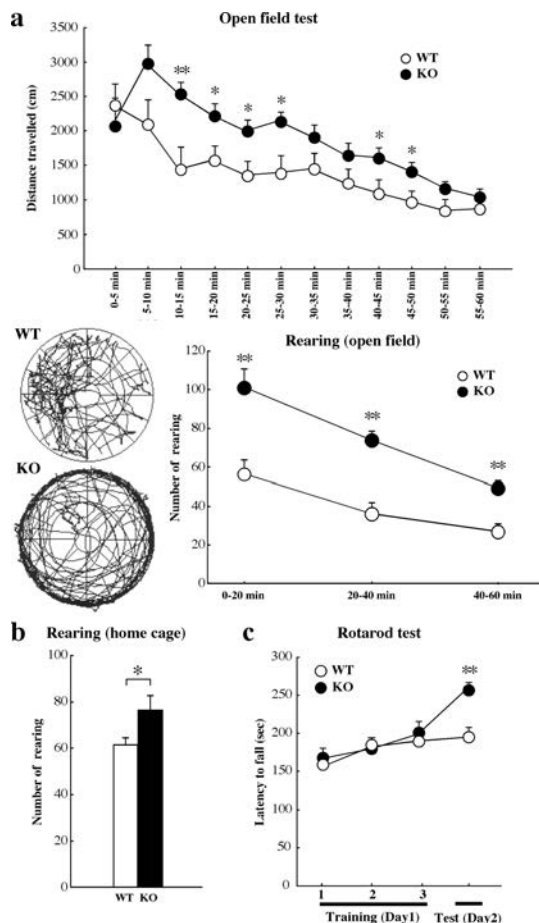 a
Open field test
WT
KO
Distance travelled (cm)
3500
3000
2500
2000
1500
1000
500
0
** * * * * *
0-5 min
5-10 min
10-15 min
15-20 min
20-25 min
25-30 min
30-35 min
35-40 min
40-45 min
45-50 min
50-55 min
55-60 min
WT
KO
Rearing (open field)
WT
KO
Number of rearing
120
100
80
60
40
20
0
** ** **
0-20 min 20-40 min 40-60 min
b
Rearing (home cage)
Number of rearing
100
80
60
40
20
0
*
WT KO
c
Rotarod test
WT
KO
Latency to fall (sec)
300
250
200
150
100
50
0
**
1 2 3
Training (Day1) Test (Day2)